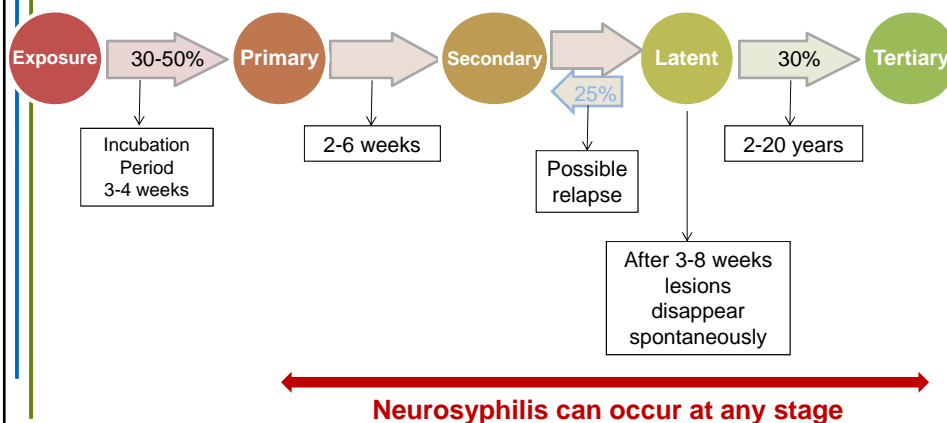 Exposure
30-50%
Primary
Secondary
Latent
30%
Tertiary
25%
Incubation
Period
3-4 weeks
2-6 weeks
Possible
relapse
2-20 years
After 3-8 weeks
lesions
disappear
spontaneously
Neurosyphilis can occur at any stage